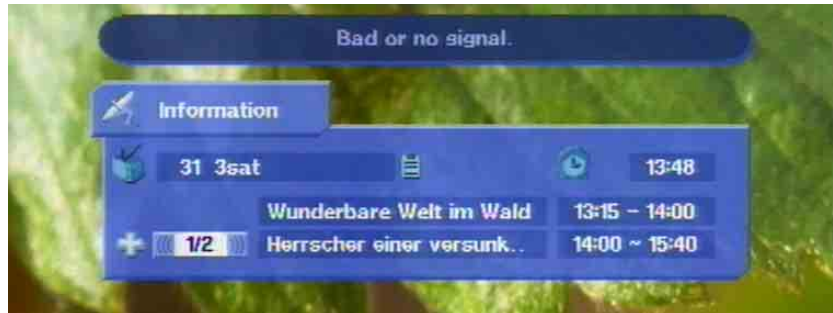 Bad or no signal.
Information
31 3sat 13:48
Wunderbare Welt im Wald 13:15 - 14:00
1/2 Herrscher einer versunk.. 14:00 ~ 15:40